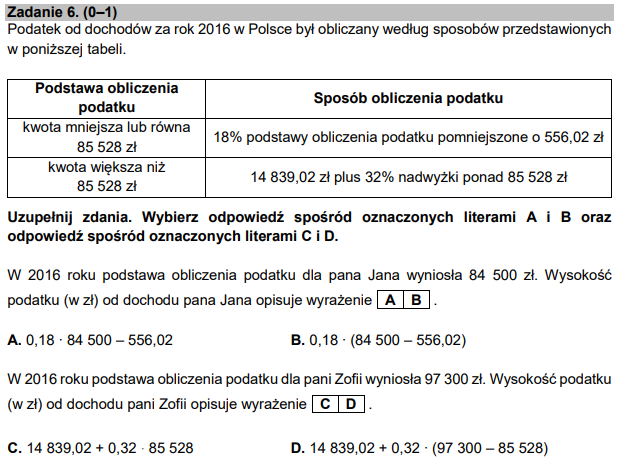 Zadanie 6. (0–1)
Podatek od dochodów za rok 2016 w Polsce był obliczany według sposobów przedstawionych
w poniższej tabeli.
Podstawa obliczenia
podatku
Sposób obliczenia podatku
kwota mniejsza lub równa
85 528 zł
18% podstawy obliczenia podatku pomniejszone o 556,02 zł
kwota większa niż
85 528 zł
14 839,02 zł plus 32% nadwyżki ponad 85 528 zł
Uzupełnij zdania. Wybierz odpowiedź spośród oznaczonych literami A i B oraz
odpowiedź spośród oznaczonych literami C i D.
W 2016 roku podstawa obliczenia podatku dla pana Jana wyniosła 84 500 zł. Wysokość
podatku (w zł) od dochodu pana Jana opisuje wyrażenie A B .
A. 0,18 · 84 500 – 556,02 B. 0,18 · (84 500 – 556,02)
W 2016 roku podstawa obliczenia podatku dla pani Zofii wyniosła 97 300 zł. Wysokość podatku
(w zł) od dochodu pani Zofii opisuje wyrażenie C D .
C. 14 839,02 + 0,32 · 85 528 D. 14 839,02 + 0,32 · (97 300 – 85 528)